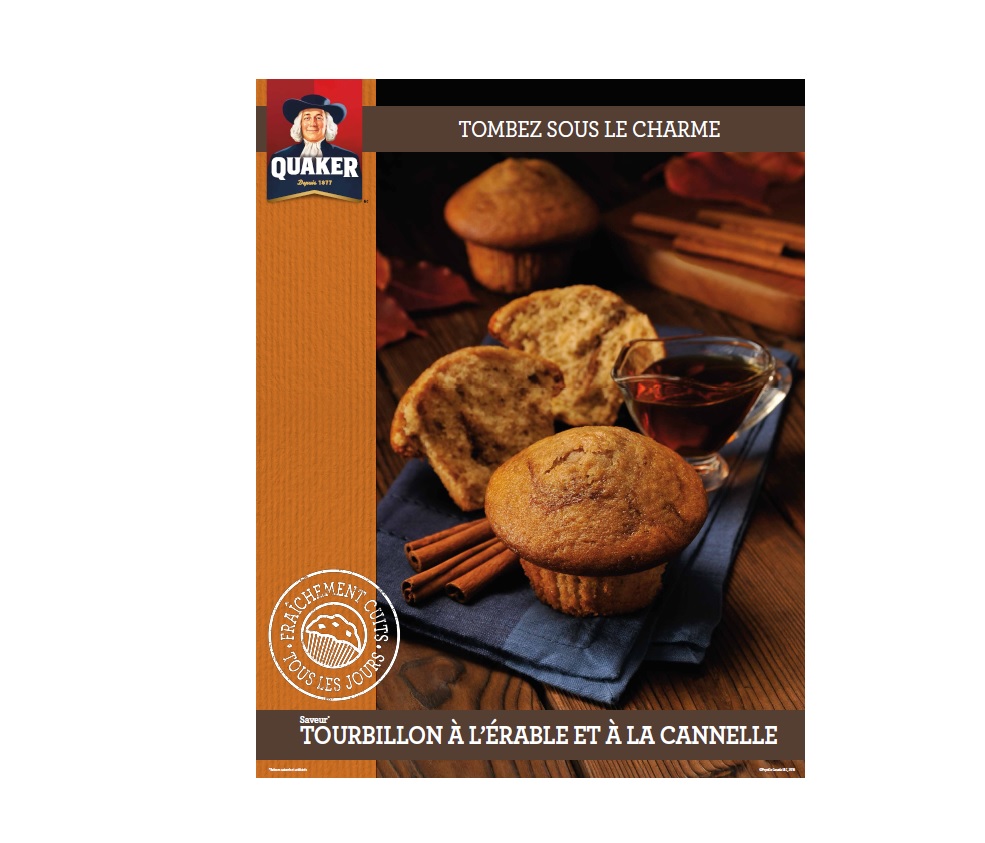 TOMBEZ SOUS LE CHARME
QUAKER
Depuis 1877
FRAÎCHEMENT CUITS
TOUS LES JOURS
Saveur*
TOURBILLON À L'ÉRABLE ET À LA CANNELLE